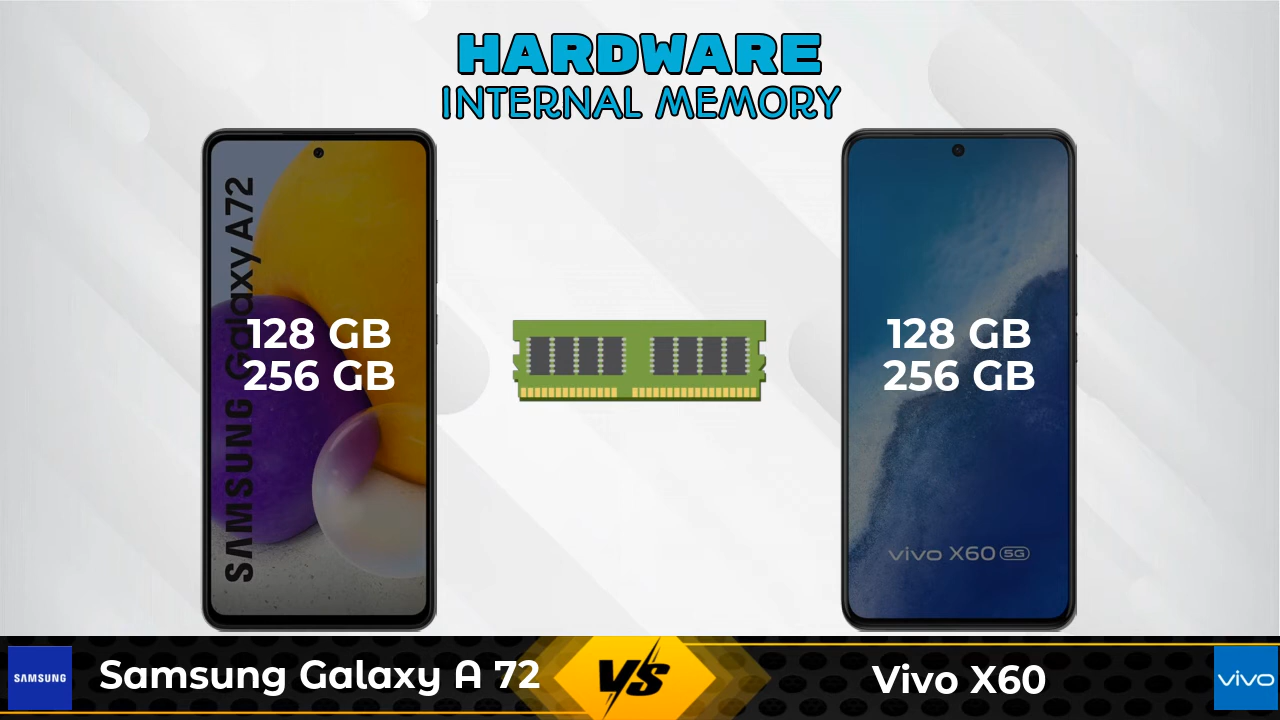 HARDWARE
INTERNAL MEMORY
SAMSUNG Galaxy A72
128 GB
256 GB
128 GB
256 GB
vivo X60 5G
SAMSUNG
Samsung Galaxy A 72
VS
Vivo X60
vivo